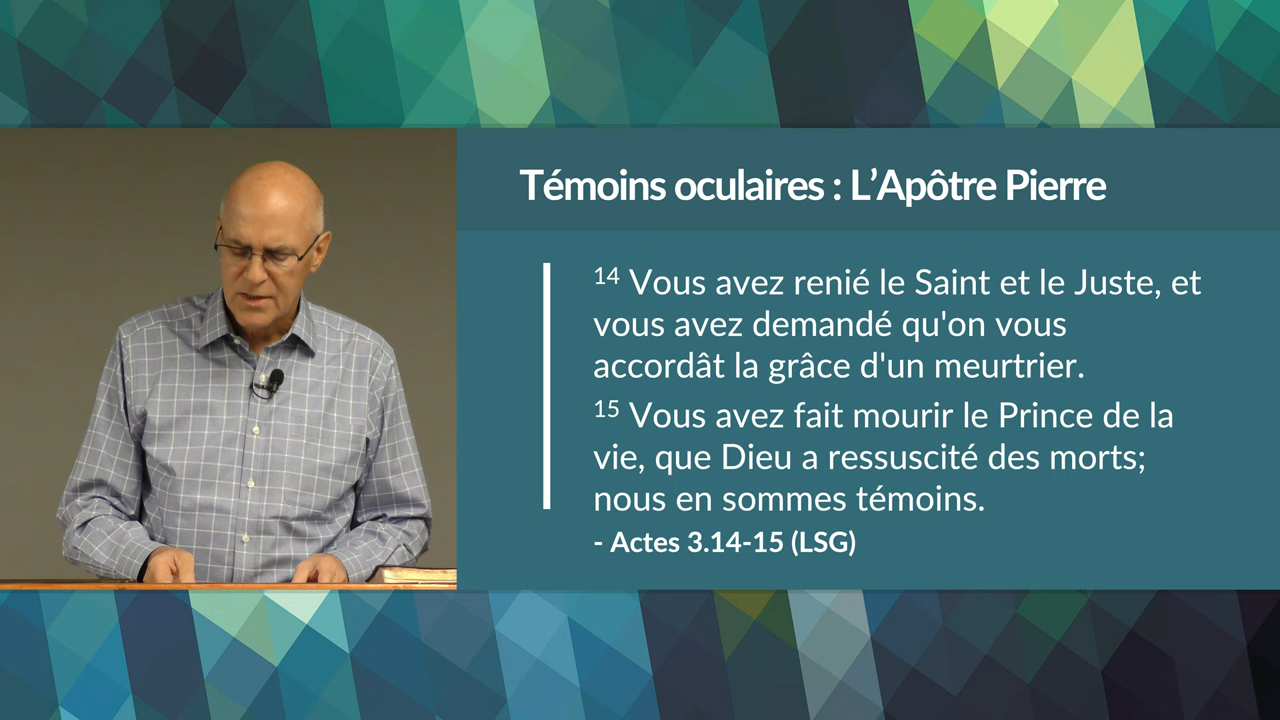 Témoins oculaires : L’Apôtre Pierre
14 Vous avez renié le Saint et le Juste, et
vous avez demandé qu'on vous
accordât la grâce d'un meurtrier.
15 Vous avez fait mourir le Prince de la
vie, que Dieu a ressuscité des morts;
nous en sommes témoins.
- Actes 3.14-15 (LSG)